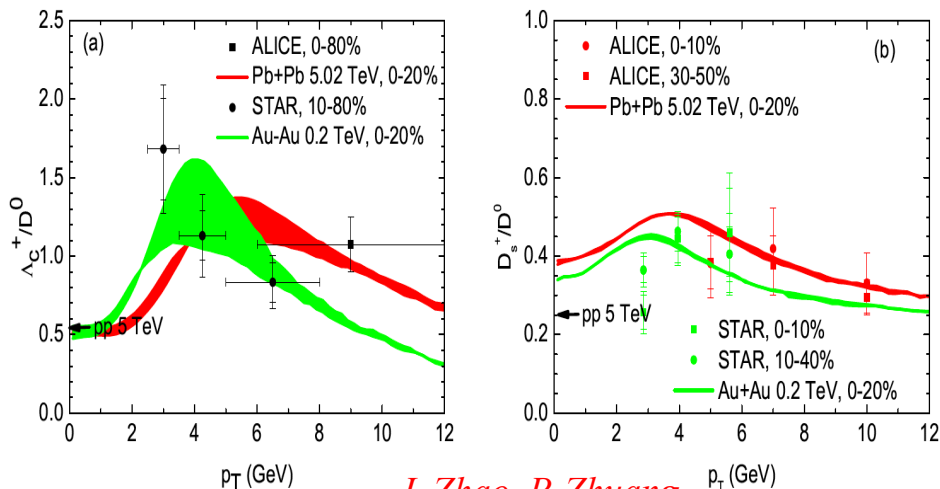 2.5
(a)
ALICE, 0-80%
Pb+Pb 5.02 TeV, 0-20%
STAR, 10-80%
Au-Au 0.2 TeV, 0-20%
2.0
1.5
1.0
0.5
0.0
pp 5 TeV
Λc+/D0
0 2 4 6 8 10 12
pT (GeV)
1.0
(b)
ALICE, 0-10%
ALICE, 30-50%
Pb+Pb 5.02 TeV, 0-20%
0.8
0.6
0.4
0.2
0.0
pp 5 TeV
Ds+/D0
STAR, 0-10%
STAR, 10-40%
Au+Au 0.2 TeV, 0-20%
0 2 4 6 8 10 12
pT (GeV)
J. Zhao, P. Zhuang